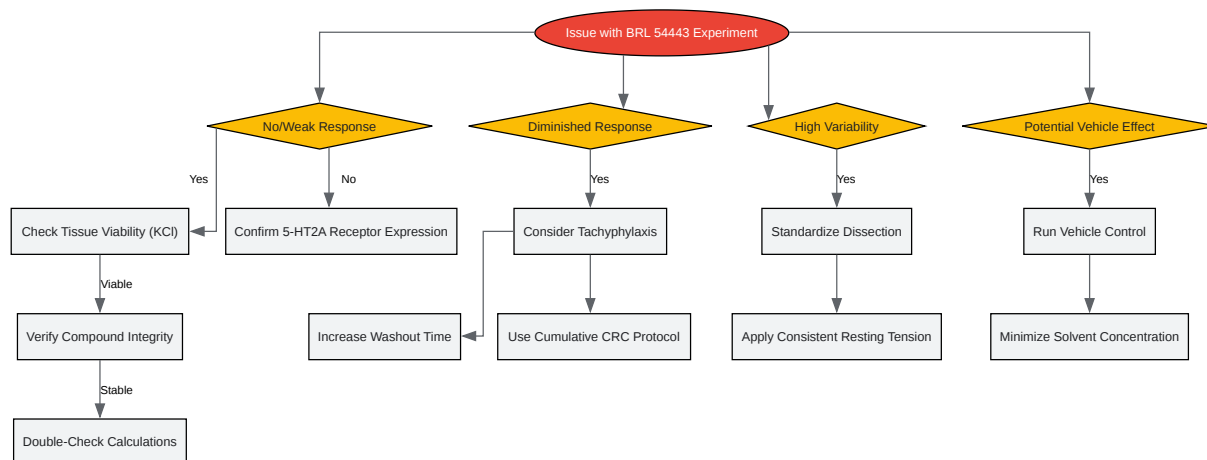 Issue with BRL 54443 Experiment
No/Weak Response
Diminished Response
High Variability
Potential Vehicle Effect
Yes
No
Yes
Yes
Yes
Check Tissue Viability (KCl)
Confirm 5-HT2A Receptor Expression
Consider Tachyphylaxis
Standardize Dissection
Run Vehicle Control
Viable
Verify Compound Integrity
Increase Washout Time
Use Cumulative CRC Protocol
Apply Consistent Resting Tension
Minimize Solvent Concentration
Stable
Double-Check Calculations